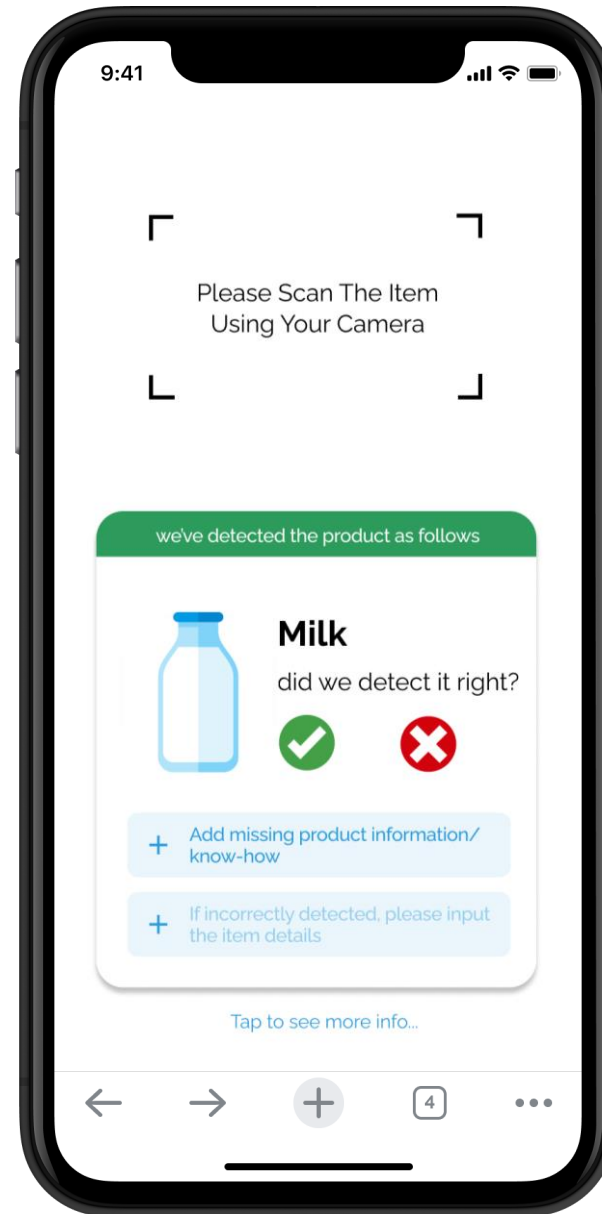 9:41
Please Scan The Item
Using Your Camera
we've detected the product as follows
Milk
did we detect it right?
Add missing product information/
know-how
If incorrectly detected, please input
the item details
Tap to see more info...
4